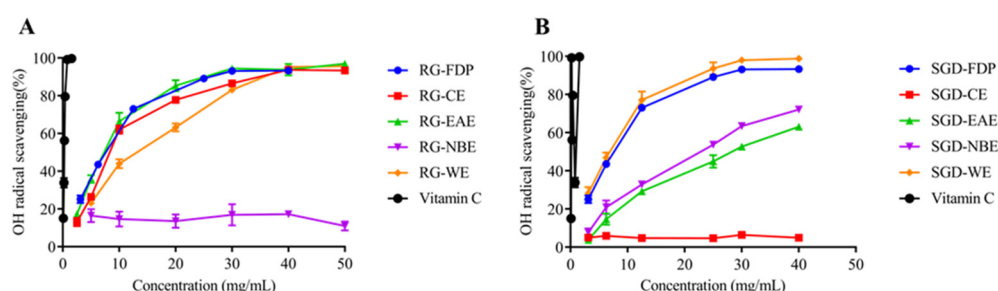 A
OH radical scavenging(%)
100
80
60
40
20
0
0 10 20 30 40 50
Concentration (mg/mL)
RG-FDP
RG-CE
RG-EAE
RG-NBE
RG-WE
Vitamin C
B
OH radical scavenging(%)
100
80
60
40
20
0
0 10 20 30 40 50
Concentration (mg/mL)
SGD-FDP
SGD-CE
SGD-EAE
SGD-NBE
SGD-WE
Vitamin C